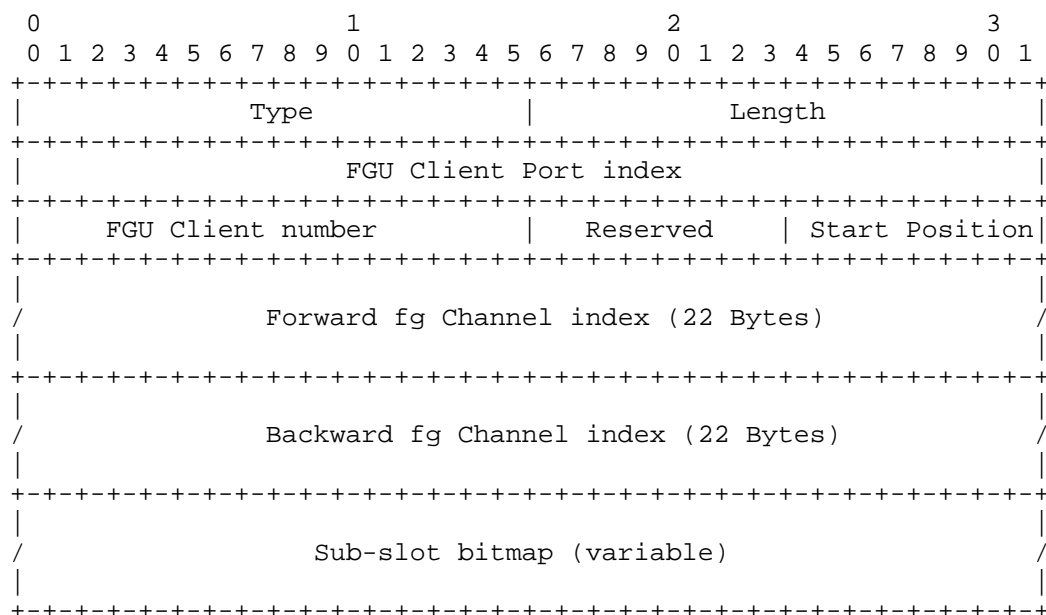 0                   1                   2                   3
 0 1 2 3 4 5 6 7 8 9 0 1 2 3 4 5 6 7 8 9 0 1 2 3 4 5 6 7 8 9 0 1
+-+-+-+-+-+-+-+-+-+-+-+-+-+-+-+-+-+-+-+-+-+-+-+-+-+-+-+-+-+-+-+-+
|              Type             |            Length             |
+-+-+-+-+-+-+-+-+-+-+-+-+-+-+-+-+-+-+-+-+-+-+-+-+-+-+-+-+-+-+-+-+
|                    FGU Client Port index                      |
+-+-+-+-+-+-+-+-+-+-+-+-+-+-+-+-+-+-+-+-+-+-+-+-+-+-+-+-+-+-+-+-+
|     FGU Client number         |   Reserved    | Start Position|
+-+-+-+-+-+-+-+-+-+-+-+-+-+-+-+-+-+-+-+-+-+-+-+-+-+-+-+-+-+-+-+-+
|                                                               |
/               Forward fg Channel index (22 Bytes)             /
|                                                               |
+-+-+-+-+-+-+-+-+-+-+-+-+-+-+-+-+-+-+-+-+-+-+-+-+-+-+-+-+-+-+-+-+
|                                                               |
/               Backward fg Channel index (22 Bytes)            /
|                                                               |
+-+-+-+-+-+-+-+-+-+-+-+-+-+-+-+-+-+-+-+-+-+-+-+-+-+-+-+-+-+-+-+-+
|                                                               |
/                  Sub-slot bitmap (variable)                   /
|                                                               |
+-+-+-+-+-+-+-+-+-+-+-+-+-+-+-+-+-+-+-+-+-+-+-+-+-+-+-+-+-+-+-+-+